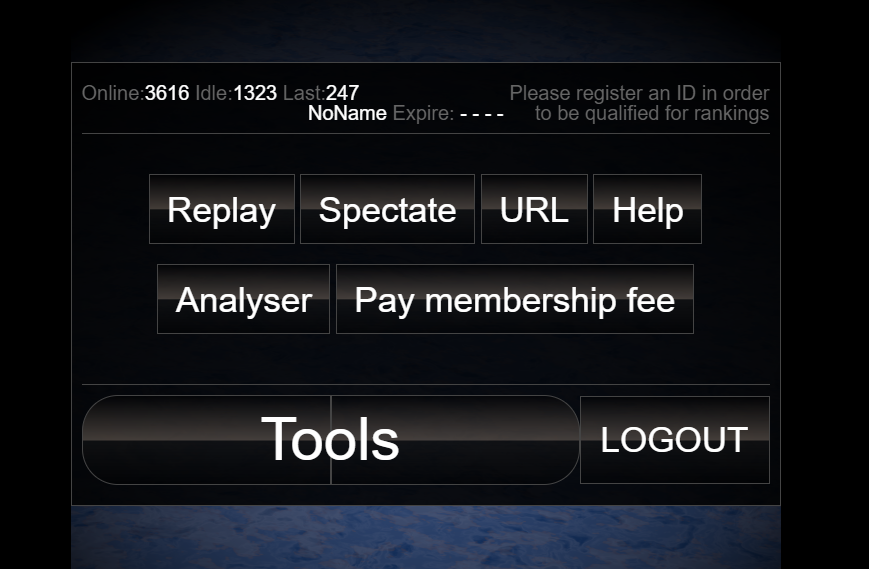 Online:3616 Idle:1323 Last:247
NoName Expire: - - - -
Please register an ID in order
to be qualified for rankings
Replay Spectate URL Help
Analyser Pay membership fee
Tools LOGOUT